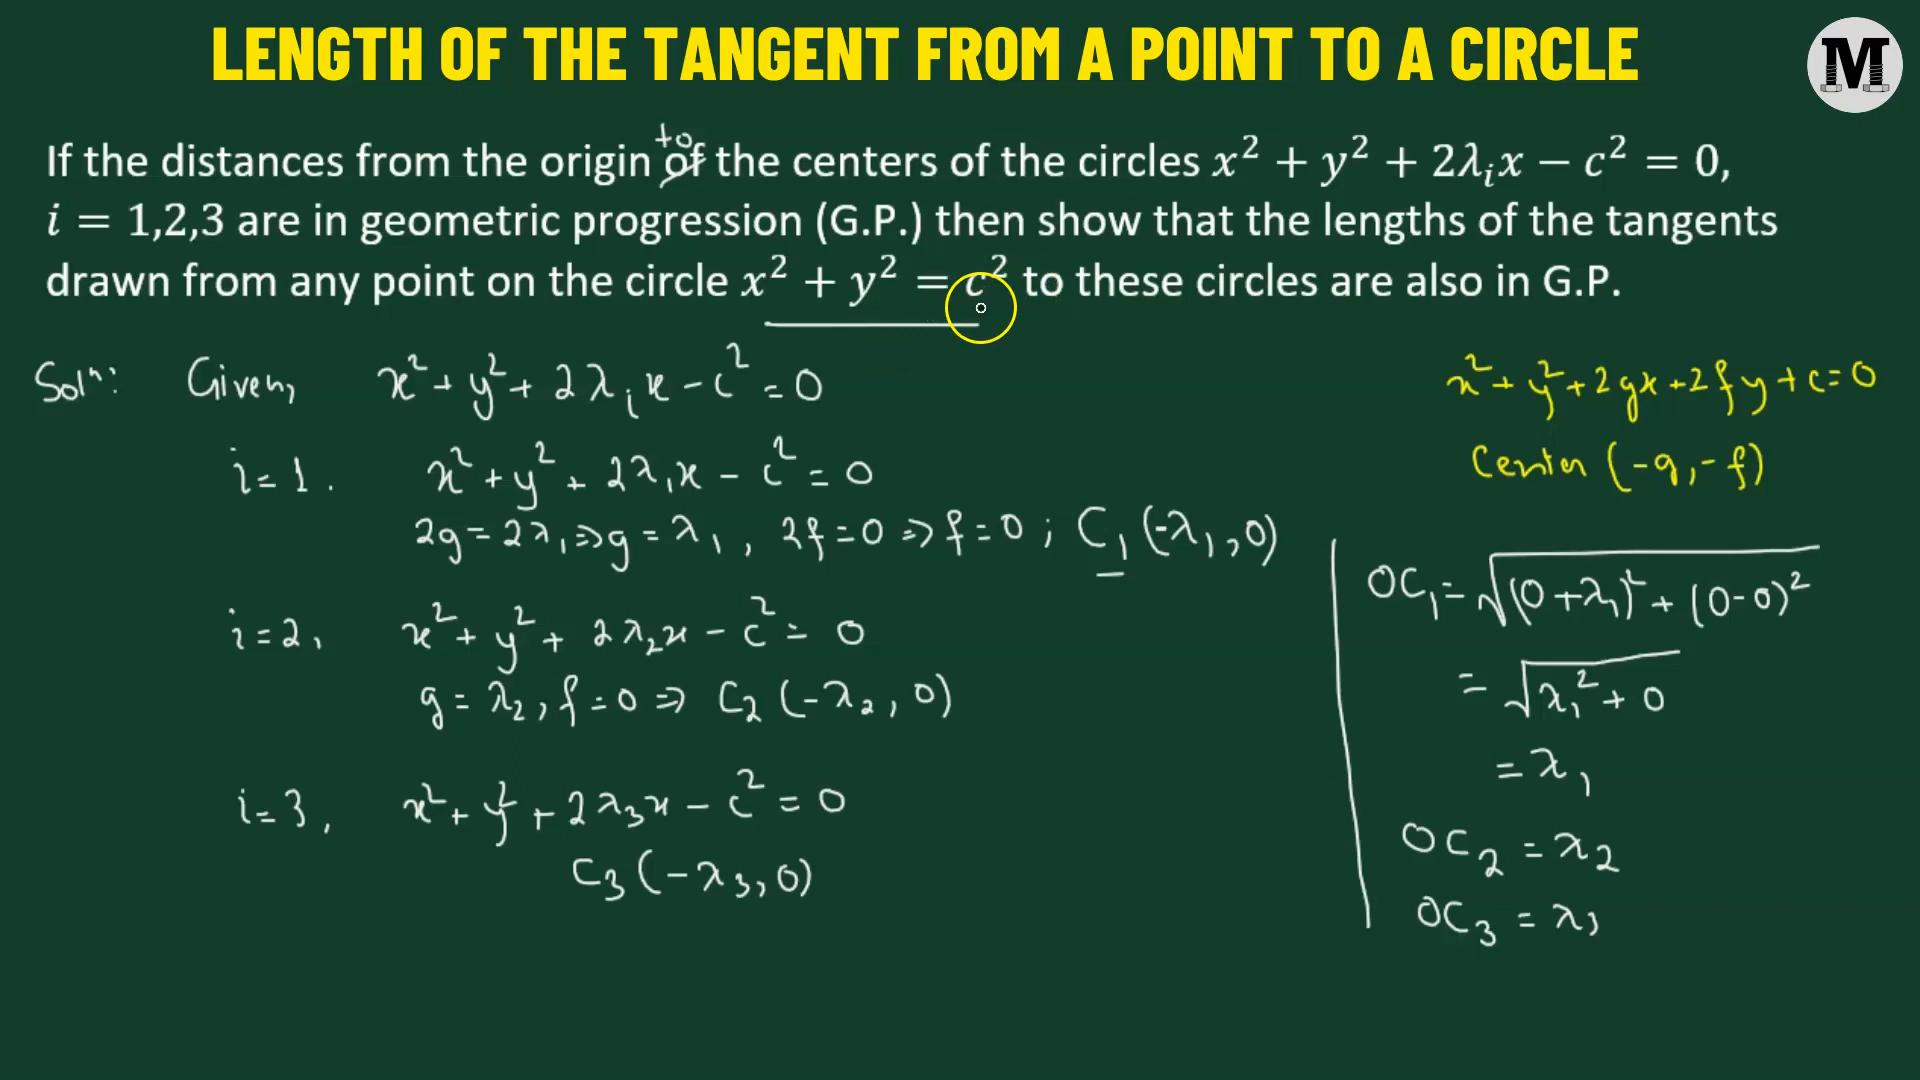 LENGTH OF THE TANGENT FROM A POINT TO A CIRCLE
M
If the distances from the origin of to the centers of the circles x² + y² + 2λᵢx − c² = 0,
i = 1,2,3 are in geometric progression (G.P.) then show that the lengths of the tangents
drawn from any point on the circle x² + y² = c² to these circles are also in G.P.
Solⁿ: Given, x² + y² + 2λᵢx − c² = 0
x² + y² + 2gx + 2fy + c = 0
Center (−g, −f)
i = 1. x² + y² + 2λ₁x − c² = 0
2g = 2λ₁ ⇒ g = λ₁, 2f = 0 ⇒ f = 0 ; C₁ (−λ₁, 0)
i = 2, x² + y² + 2λ₂x − c² = 0
g = λ₂, f = 0 ⇒ C₂ (−λ₂, 0)
i = 3, x² + y² + 2λ₃x − c² = 0
C₃ (−λ₃, 0)
OC₁ = √((0 + λ₁)² + (0 − 0)²)
= √(λ₁² + 0)
= λ₁
OC₂ = λ₂
OC₃ = λ₃